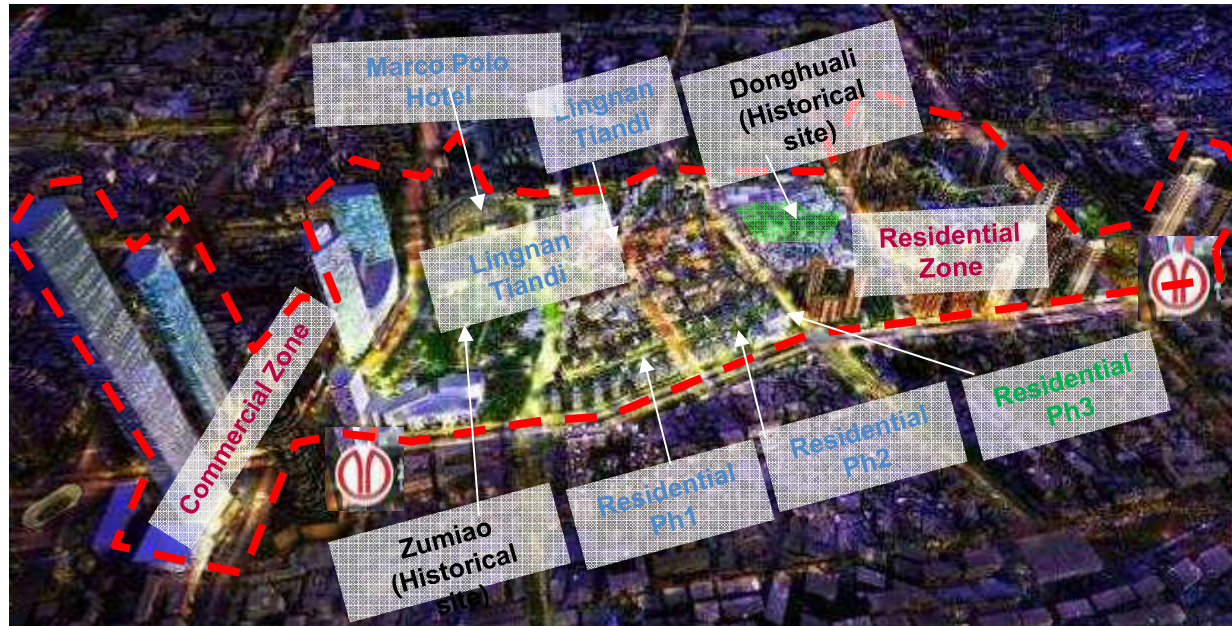 Marco Polo
Hotel
Lingnan
Tiandi
Donghuali
(Historical
site)
Lingnan
Tiandi
Residential
Zone
Commercial Zone
Residential
Ph3
Residential
Ph2
Residential
Ph1
Zumiao
(Historical
site)